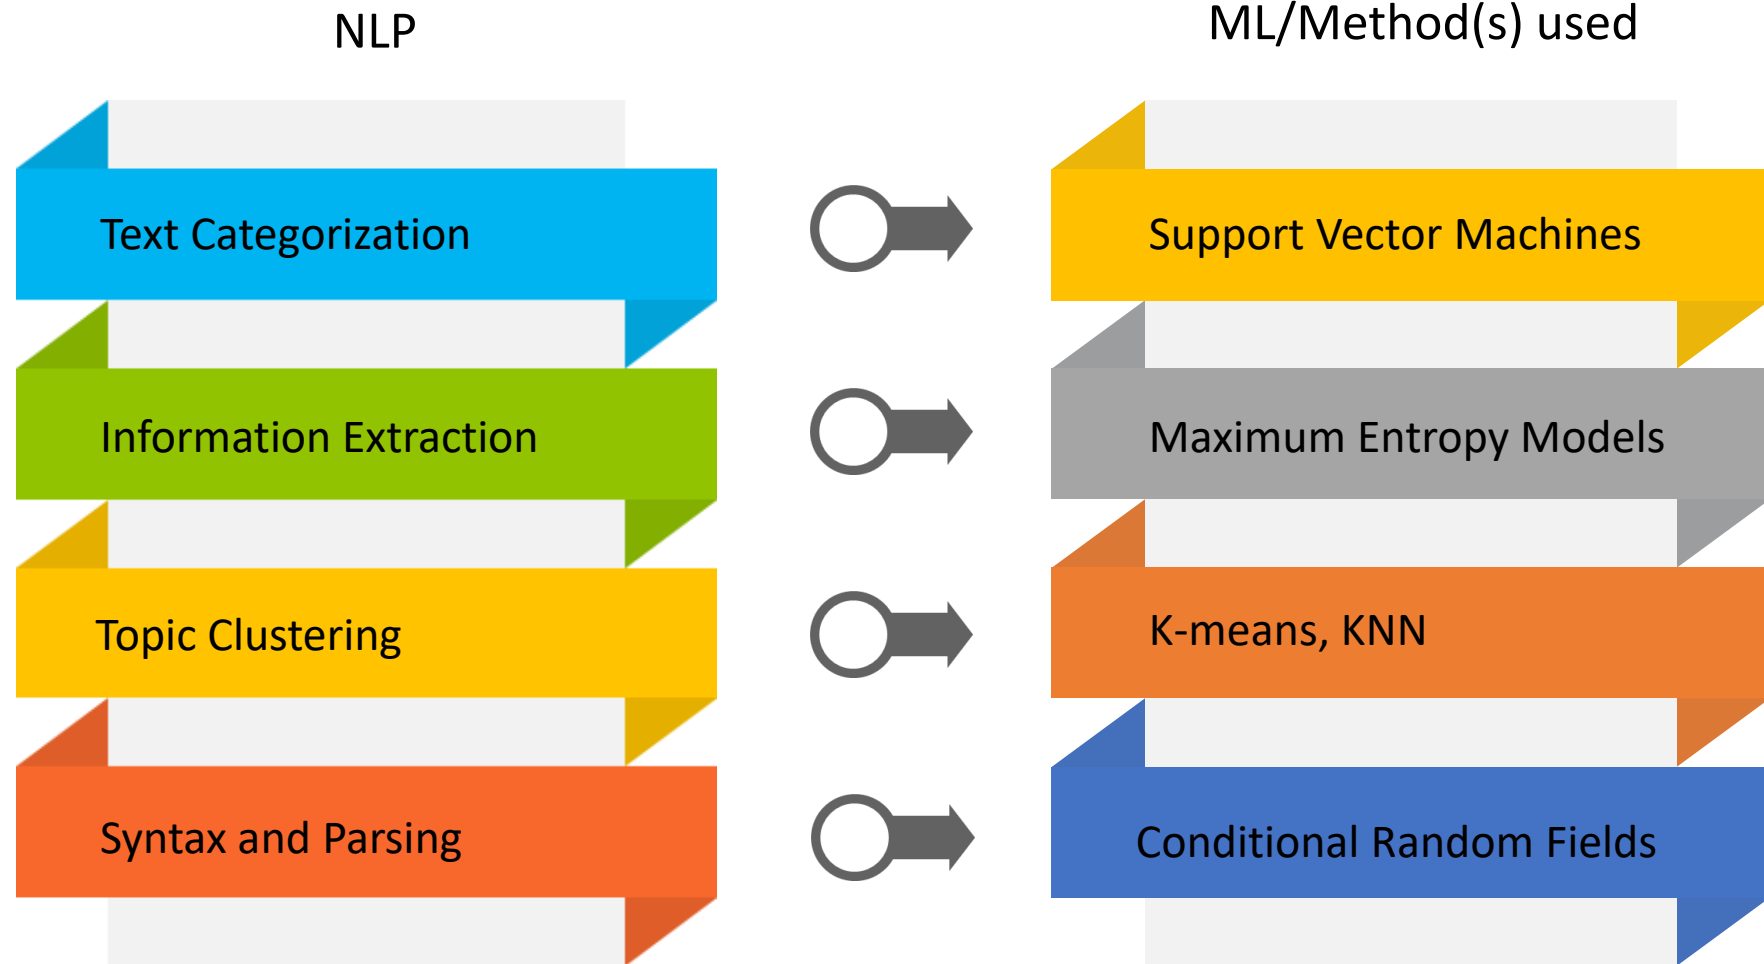 NLP
ML/Method(s) used
Text Categorization
Support Vector Machines
Information Extraction
Maximum Entropy Models
Topic Clustering
K-means, KNN
Syntax and Parsing
Conditional Random Fields